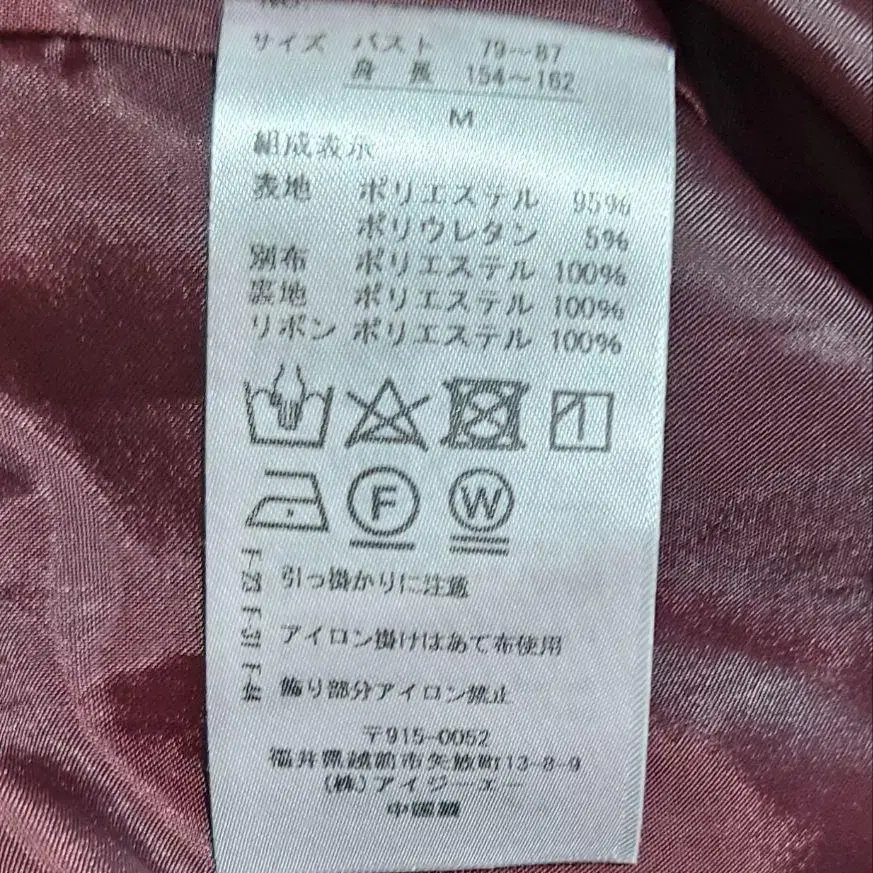 サイズ バスト 79〜87
身長 154〜162
M
組成表示
表地 ポリエステル 95%
ポリウレタン 5%
別布 ポリエステル 100%
裏地 ポリエステル 100%
リボン ポリエステル 100%
F W
F-23 引っ掛かりに注意
F-31 アイロン掛けはあて布使用
飾り部分アイロン禁止
〒915-0052
福井県越前市矢放町13-8-9
(株)アイジーエー
中国製